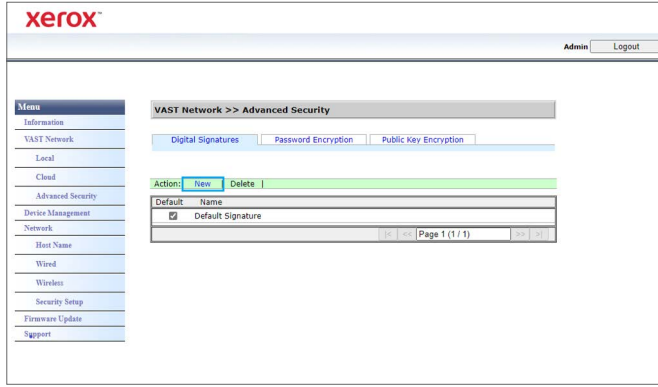 xerox™
Admin Logout
Menu
Information
VAST Network
Local
Cloud
Advanced Security
Device Management
Network
Host Name
Wired
Wireless
Security Setup
Firmware Update
Support
VAST Network >> Advanced Security
Digital Signatures Password Encryption Public Key Encryption
Action: New | Delete |
Default Name
Default Signature
|< << Page 1 (1 / 1) >> >|